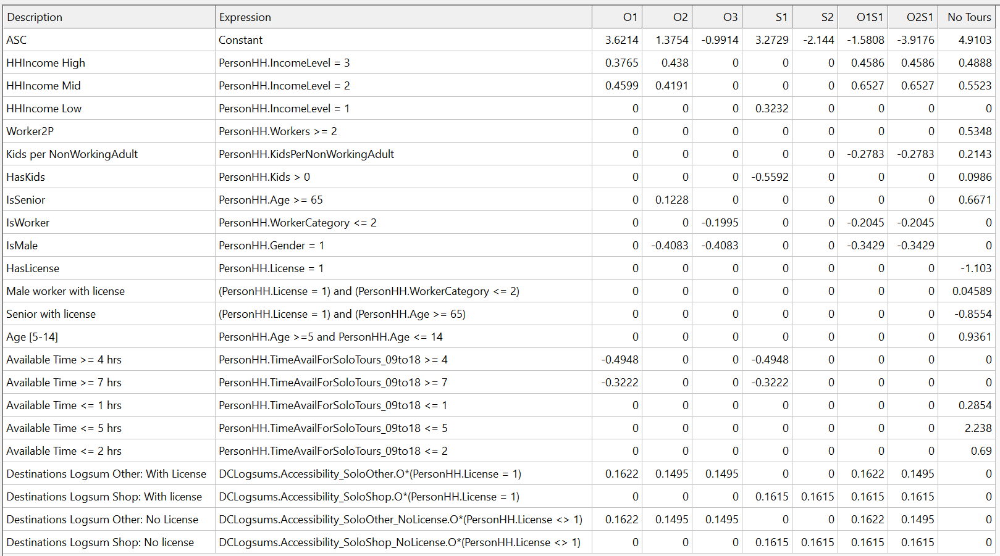 Description Expression O1 O2 O3 S1 S2 O1S1 O2S1 No Tours
ASC Constant 3.6214 1.3754 -0.9914 3.2729 -2.144 -1.5808 -3.9176 4.9103
HHIncome High PersonHH.IncomeLevel = 3 0.3765 0.438 0 0 0 0.4586 0.4586 0.4888
HHIncome Mid PersonHH.IncomeLevel = 2 0.4599 0.4191 0 0 0 0.6527 0.6527 0.5523
HHIncome Low PersonHH.IncomeLevel = 1 0 0 0 0.3232 0 0 0 0
Worker2P PersonHH.Workers >= 2 0 0 0 0 0 0 0 0.5348
Kids per NonWorkingAdult PersonHH.KidsPerNonWorkingAdult 0 0 0 0 0 -0.2783 -0.2783 0.2143
HasKids PersonHH.Kids > 0 0 0 0 -0.5592 0 0 0 0.0986
IsSenior PersonHH.Age >= 65 0 0.1228 0 0 0 0 0 0.6671
IsWorker PersonHH.WorkerCategory <= 2 0 0 -0.1995 0 0 -0.2045 -0.2045 0
IsMale PersonHH.Gender = 1 0 -0.4083 -0.4083 0 0 -0.3429 -0.3429 0
HasLicense PersonHH.License = 1 0 0 0 0 0 0 0 -1.103
Male worker with license (PersonHH.License = 1) and (PersonHH.WorkerCategory <= 2) 0 0 0 0 0 0 0 0.04589
Senior with license (PersonHH.License = 1) and (PersonHH.Age >= 65) 0 0 0 0 0 0 0 -0.8554
Age [5-14] PersonHH.Age >=5 and PersonHH.Age <= 14 0 0 0 0 0 0 0 0.9361
Available Time >= 4 hrs PersonHH.TimeAvailForSoloTours_09to18 >= 4 -0.4948 0 0 -0.4948 0 0 0 0
Available Time >= 7 hrs PersonHH.TimeAvailForSoloTours_09to18 >= 7 -0.3222 0 0 -0.3222 0 0 0 0
Available Time <= 1 hrs PersonHH.TimeAvailForSoloTours_09to18 <= 1 0 0 0 0 0 0 0 0.2854
Available Time <= 5 hrs PersonHH.TimeAvailForSoloTours_09to18 <= 5 0 0 0 0 0 0 0 2.238
Available Time <= 2 hrs PersonHH.TimeAvailForSoloTours_09to18 <= 2 0 0 0 0 0 0 0 0.69
Destinations Logsum Other: With License DCLogsums.Accessibility_SoloOther.O*(PersonHH.License = 1) 0.1622 0.1495 0.1495 0 0 0.1622 0.1495 0
Destinations Logsum Shop: With license DCLogsums.Accessibility_SoloShop.O*(PersonHH.License = 1) 0 0 0 0.1615 0.1615 0.1615 0.1615 0
Destinations Logsum Other: No License DCLogsums.Accessibility_SoloOther_NoLicense.O*(PersonHH.License <> 1) 0.1622 0.1495 0.1495 0 0 0.1622 0.1495 0
Destinations Logsum Shop: No license DCLogsums.Accessibility_SoloShop_NoLicense.O*(PersonHH.License <> 1) 0 0 0 0.1615 0.1615 0.1615 0.1615 0